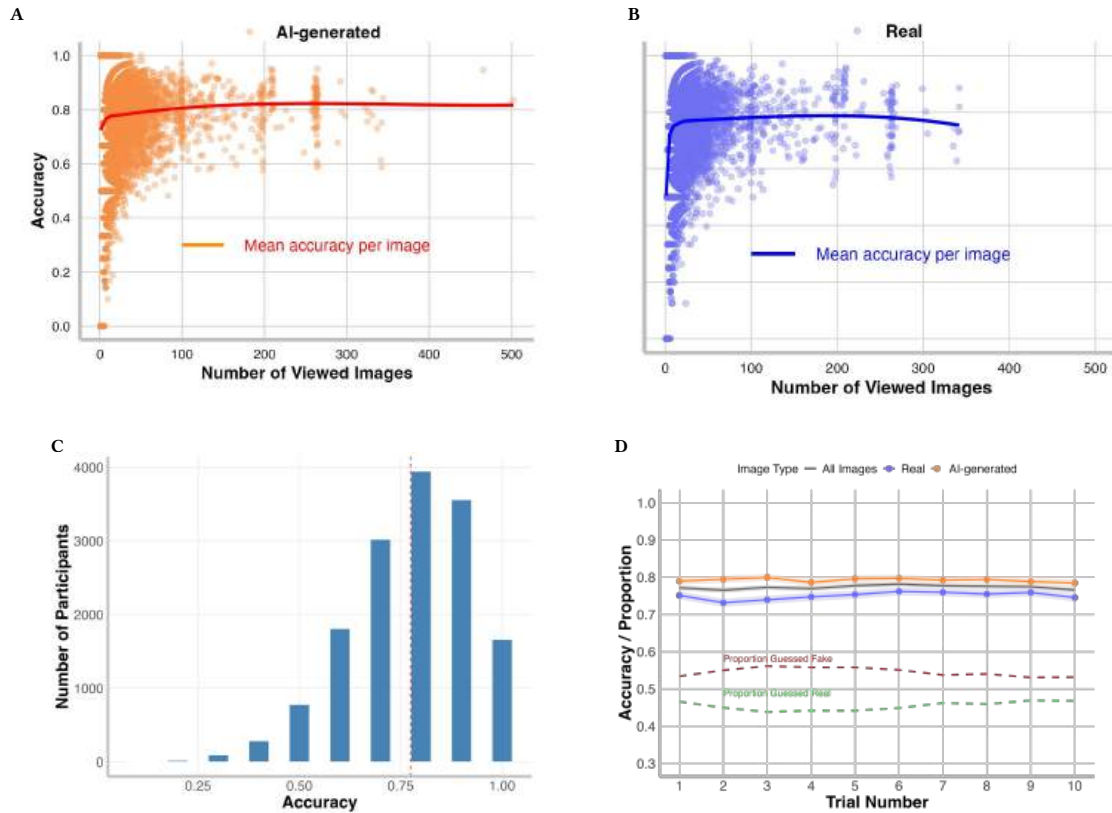 A
AI-generated
1.0
0.8
0.6
0.4
0.2
0.0
Accuracy
Mean accuracy per image
0 100 200 300 400 500
Number of Viewed Images
B
Real
Mean accuracy per image
0 100 200 300 400 500
Number of Viewed Images
C
4000
3000
2000
1000
0
Number of Participants
0.25 0.50 0.75 1.00
Accuracy
D
Image Type All Images Real AI-generated
1.0
0.9
0.8
0.7
0.6
0.5
0.4
0.3
Accuracy / Proportion
Proportion Guessed Fake
Proportion Guessed Real
1 2 3 4 5 6 7 8 9 10
Trial Number